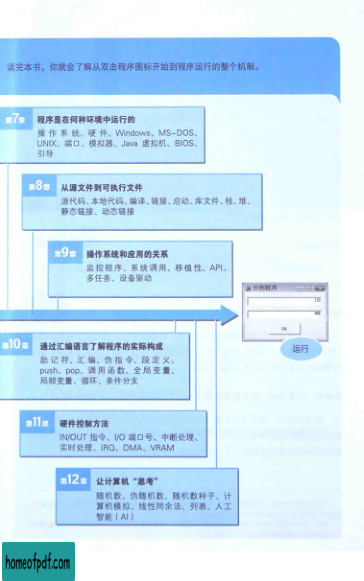 读完本书，你就会了解从双击程序图标开始到程序运行的整个机制。
第7章 程序是在何种环境中运行的
操作系统、硬件、Windows、MS-DOS、
UNIX、端口、模拟器、Java 虚拟机、BIOS、
引导
第8章 从源文件到可执行文件
源代码、本地代码、编译、链接、启动、库文件、栈、堆、
静态链接、动态链接
第9章 操作系统和应用的关系
监控程序、系统调用、移植性、API、
多任务、设备驱动
示例程序
OK
运行
第10章 通过汇编语言了解程序的实际构成
助记符、汇编、伪指令、段定义、
push、pop、调用函数、全局变量、
局部变量、循环、条件分支
第11章 硬件控制方法
IN/OUT 指令、I/O 端口号、中断处理、
实时处理、IRQ、DMA、VRAM
第12章 让计算机“思考”
随机数、伪随机数、随机数种子、计
算机模拟、线性同余法、列表、人工
智能（AI）
homeofpdf.com